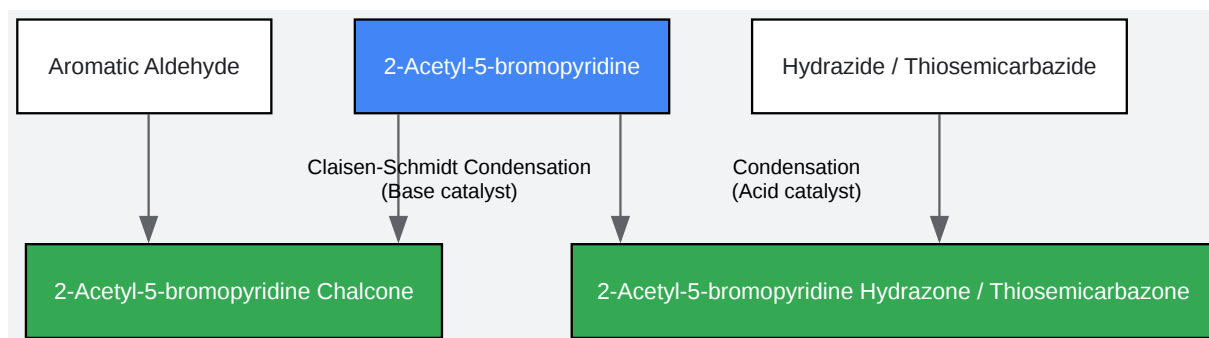 Aromatic Aldehyde
2-Acetyl-5-bromopyridine
Hydrazide / Thiosemicarbazide
Claisen-Schmidt Condensation
(Base catalyst)
Condensation
(Acid catalyst)
2-Acetyl-5-bromopyridine Chalcone
2-Acetyl-5-bromopyridine Hydrazone / Thiosemicarbazone